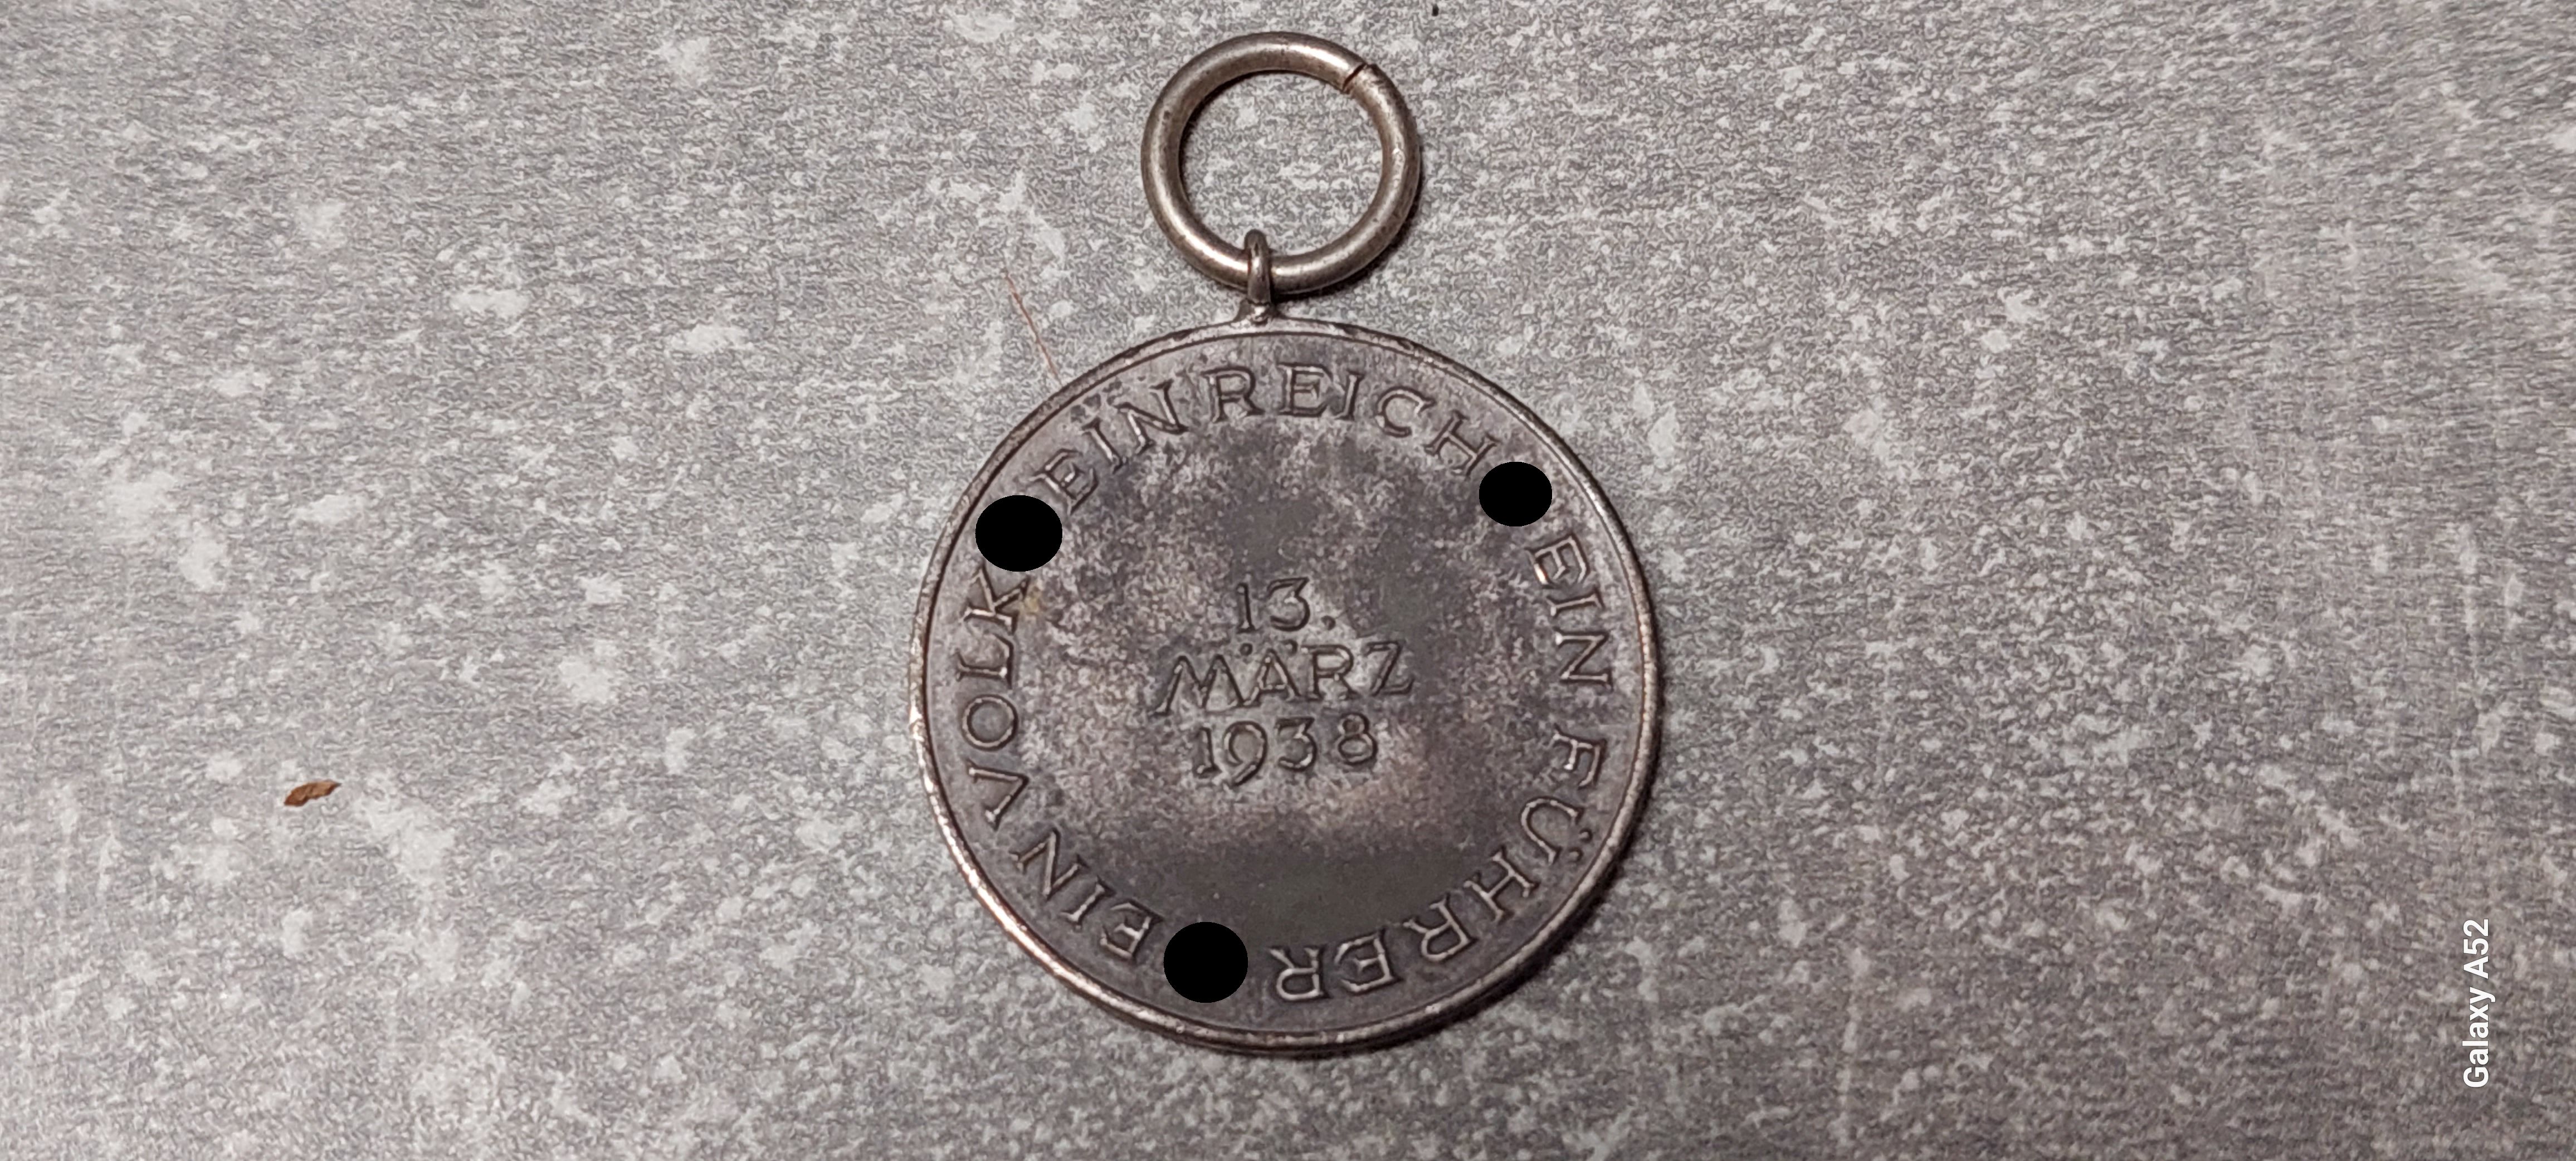 EIN VOLK EIN REICH EIN FÜHRER
13.
MÄRZ
1938
Galaxy A52